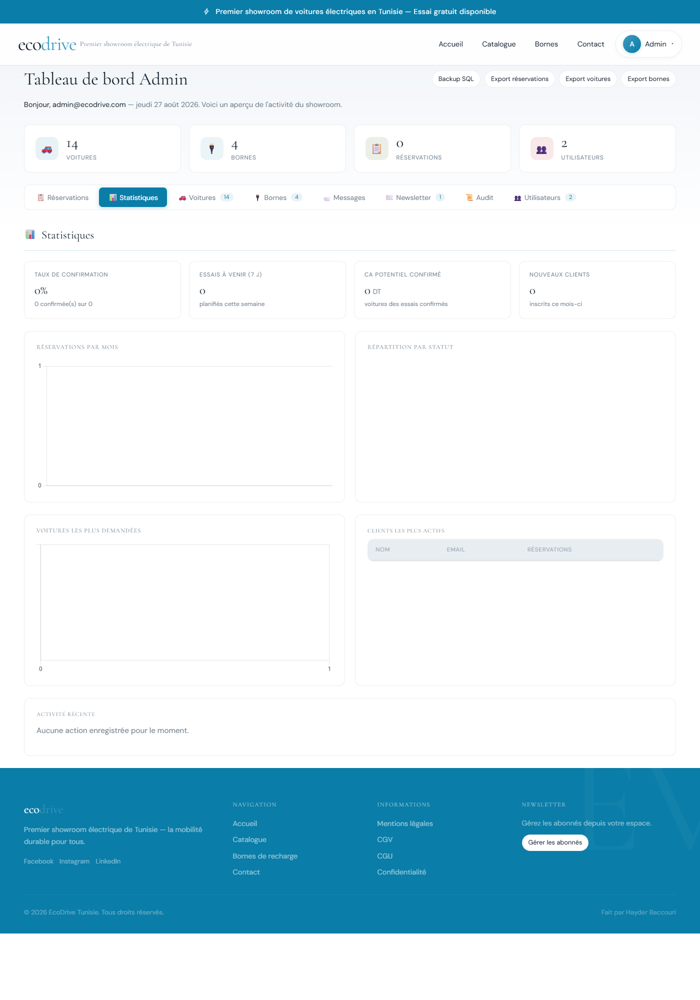 Premier showroom de voitures électriques en Tunisie — Essai gratuit disponible
ecodrive Premier showroom électrique de Tunisie
Accueil Catalogue Bornes Contact A Admin
Tableau de bord Admin
Backup SQL Export réservations Export voitures Export bornes
Bonjour, admin@ecodrive.com — jeudi 27 août 2026. Voici un aperçu de l'activité du showroom.
14
VOITURES
4
BORNES
0
RÉSERVATIONS
2
UTILISATEURS
Réservations Statistiques Voitures 14 Bornes 4 Messages Newsletter 1 Audit Utilisateurs 2
Statistiques
TAUX DE CONFIRMATION
0%
0 confirmée(s) sur 0
ESSAIS À VENIR (7 J)
0
planifiés cette semaine
CA POTENTIEL CONFIRMÉ
0 DT
voitures des essais confirmés
NOUVEAUX CLIENTS
0
inscrits ce mois-ci
RÉSERVATIONS PAR MOIS
1
0
RÉPARTITION PAR STATUT
VOITURES LES PLUS DEMANDÉES
0 1
CLIENTS LES PLUS ACTIFS
NOM EMAIL RÉSERVATIONS
ACTIVITÉ RÉCENTE
Aucune action enregistrée pour le moment.
EV
ecodrive
Premier showroom électrique de Tunisie — la mobilité
durable pour tous.
Facebook Instagram LinkedIn
NAVIGATION
Accueil
Catalogue
Bornes de recharge
Contact
INFORMATIONS
Mentions légales
CGV
CGU
Confidentialité
NEWSLETTER
Gérez les abonnés depuis votre espace.
Gérer les abonnés
© 2026 EcoDrive Tunisie. Tous droits réservés.
Fait par Hayder Baccouri